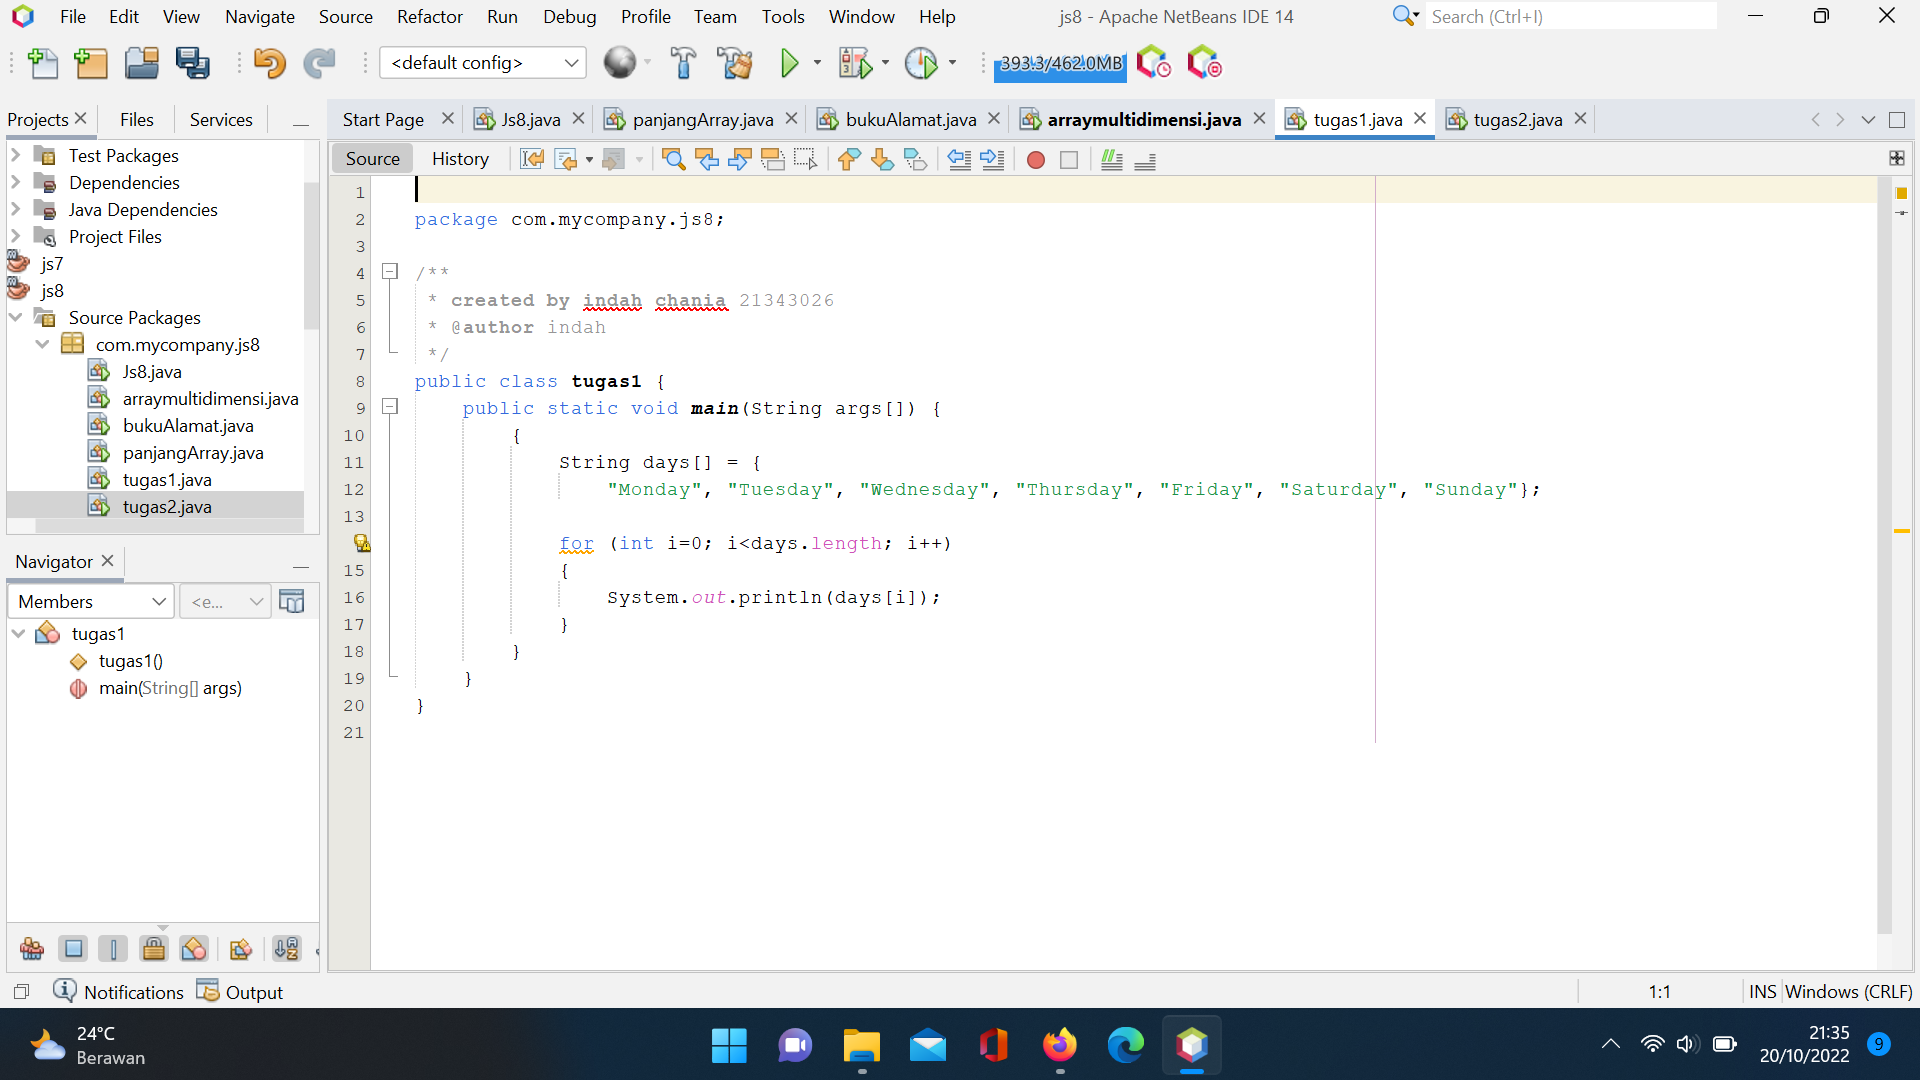 File Edit View Navigate Source Refactor Run Debug Profile Team Tools Window Help js8 - Apache NetBeans IDE 14 Search (Ctrl+I)
<default config> 393.3/462.0MB
Projects Files Services
Start Page Js8.java panjangArray.java bukuAlamat.java arraymultidimensi.java tugas1.java tugas2.java
Source History
Test Packages
Dependencies
Java Dependencies
Project Files
js7
js8
Source Packages
com.mycompany.js8
Js8.java
arraymultidimensi.java
bukuAlamat.java
panjangArray.java
tugas1.java
tugas2.java
Navigator
Members <e...
tugas1
tugas1()
main(String[] args)
1
2 package com.mycompany.js8;
3
4 /**
5 * created by indah chania 21343026
6 * @author indah
7 */
8 public class tugas1 {
9 public static void main(String args[]) {
10 {
11 String days[] = {
12 "Monday", "Tuesday", "Wednesday", "Thursday", "Friday", "Saturday", "Sunday"};
13
for (int i=0; i<days.length; i++)
15 {
16 System.out.println(days[i]);
17 }
18 }
19 }
20 }
21
Notifications Output 1:1 INS Windows (CRLF)
24°C
Berawan
21:35
20/10/2022
9